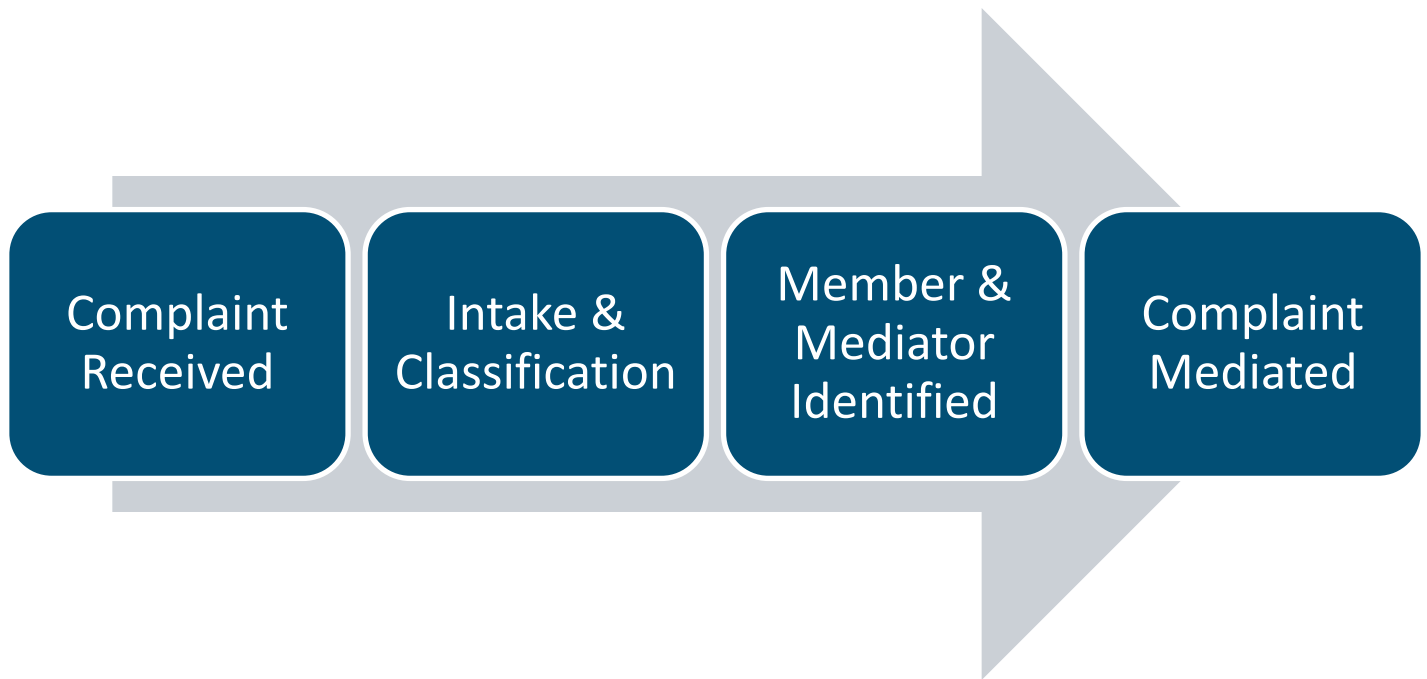 Complaint
Received
Intake &
Classification
Member &
Mediator
Identified
Complaint
Mediated